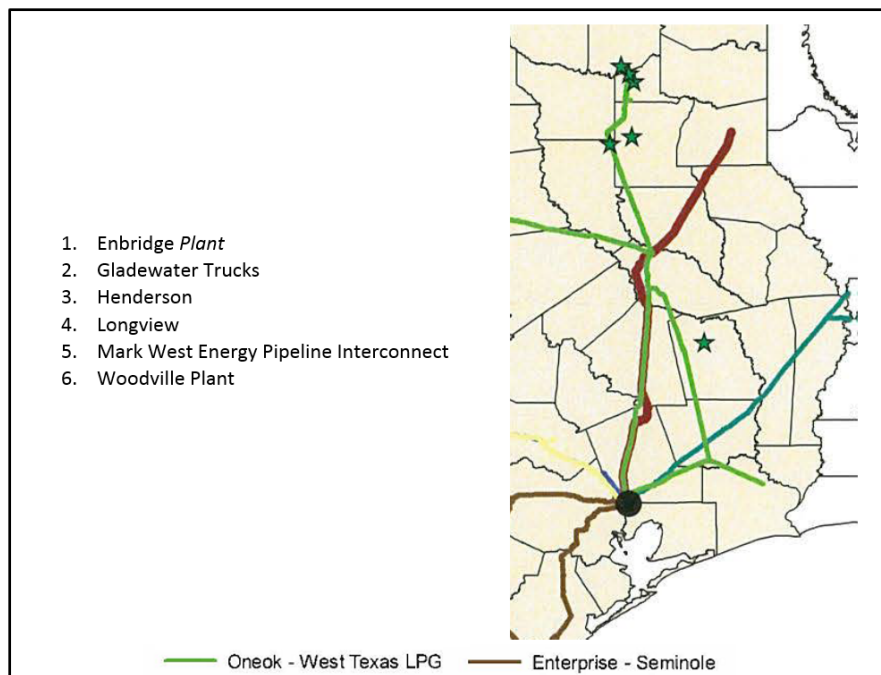 1. Enbridge Plant
2. Gladewater Trucks
3. Henderson
4. Longview
5. Mark West Energy Pipeline Interconnect
6. Woodville Plant
Oneok - West Texas LPG Enterprise - Seminole